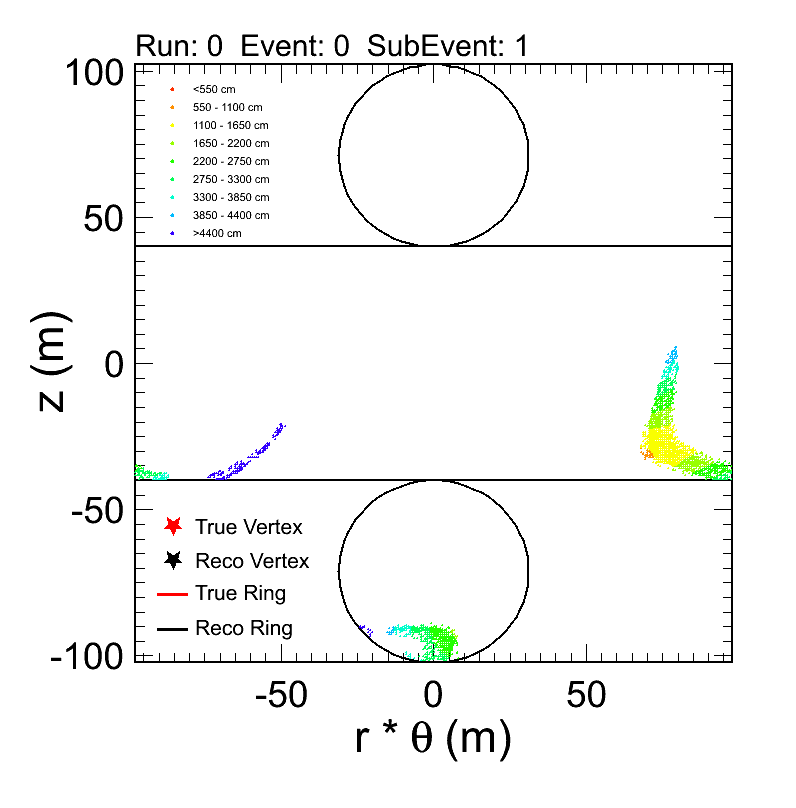 Run: 0 Event: 0 SubEvent: 1
100
<550 cm
550 - 1100 cm
1100 - 1650 cm
1650 - 2200 cm
2200 - 2750 cm
2750 - 3300 cm
3300 - 3850 cm
3850 - 4400 cm
>4400 cm
50
z (m)
0
-50
True Vertex
Reco Vertex
True Ring
Reco Ring
-100
-50 0 50
r * θ (m)